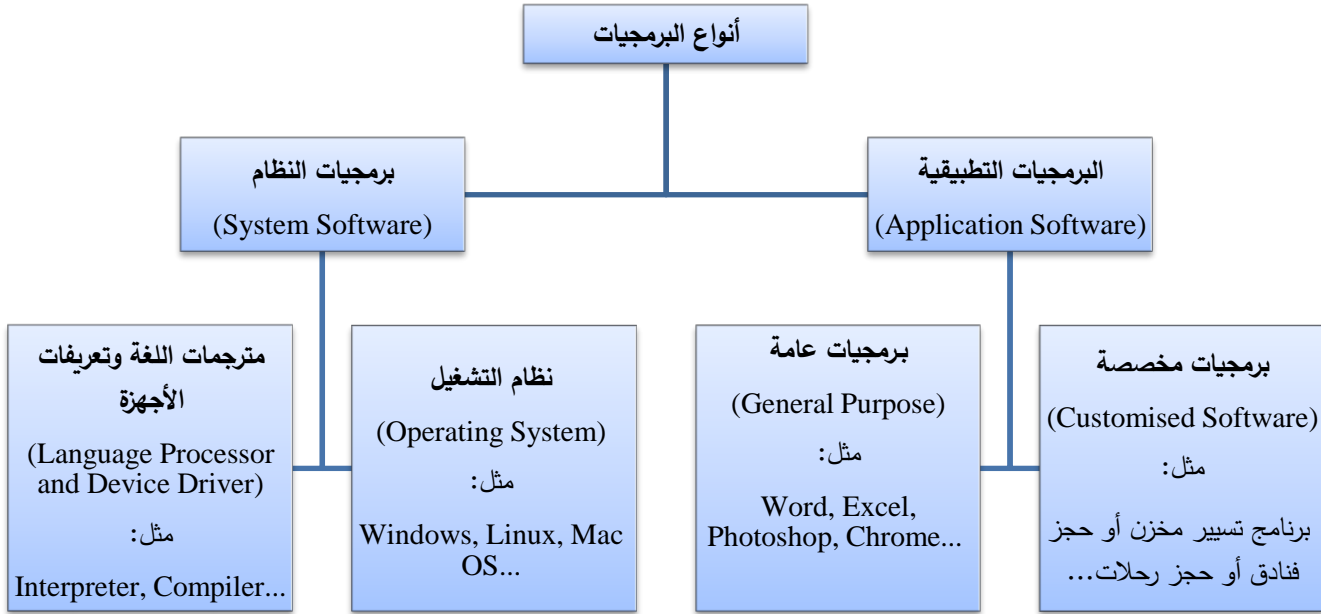 أنواع البرمجيات
البرمجيات التطبيقية
(Application Software)
برمجيات النظام
(System Software)
برمجيات مخصصة
(Customised Software)
مثل:
برنامج تسيير مخزن أو حجز
فنادق أو حجز رحلات...
برمجيات عامة
(General Purpose)
مثل:
Word, Excel,
Photoshop, Chrome...
نظام التشغيل
(Operating System)
مثل:
Windows, Linux, Mac
OS...
مترجمات اللغة وتعريفات
الأجهزة
(Language Processor
and Device Driver)
مثل:
Interpreter, Compiler...